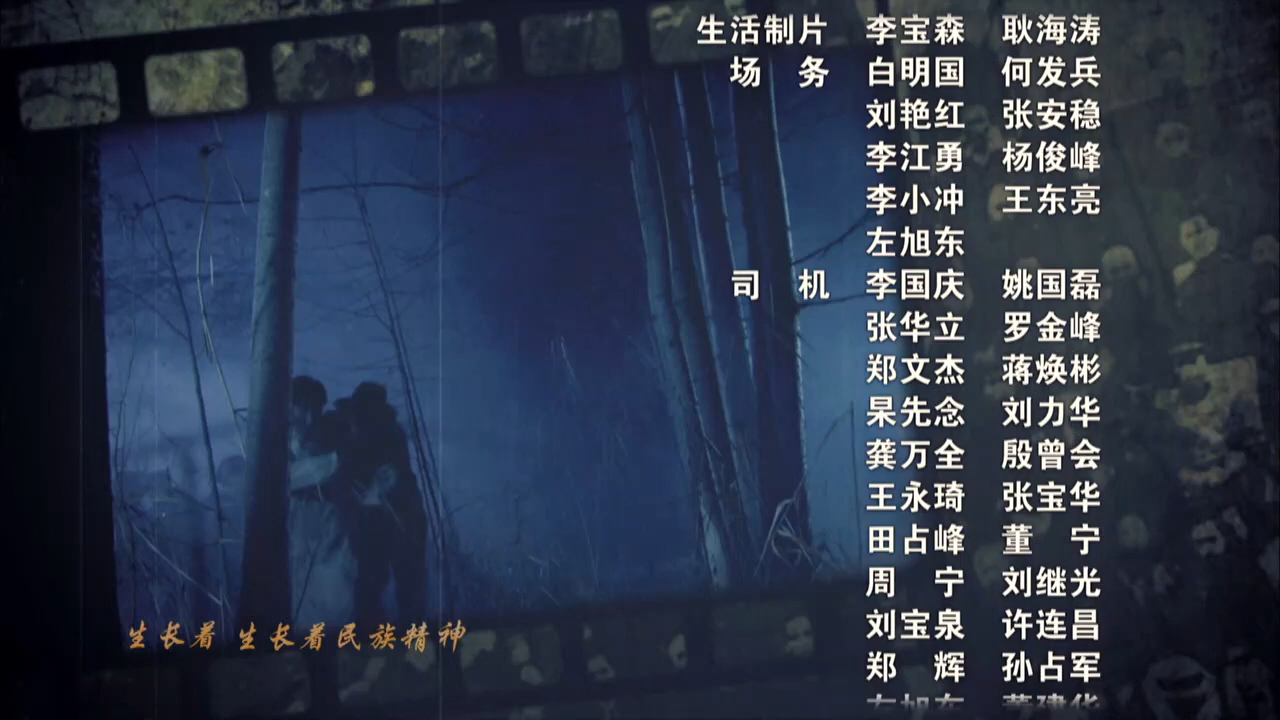 生活制片 李宝森 耿海涛
场 务 白明国 何发兵
刘艳红 张安稳
李江勇 杨俊峰
李小冲 王东亮
左旭东
司 机 李国庆 姚国磊
张华立 罗金峰
郑文杰 蒋焕彬
杲先念 刘力华
龚万全 殷曾会
王永琦 张宝华
田占峰 董 宁
周 宁 刘继光
刘宝泉 许连昌
郑 辉 孙占军
生长着 生长着民族精神